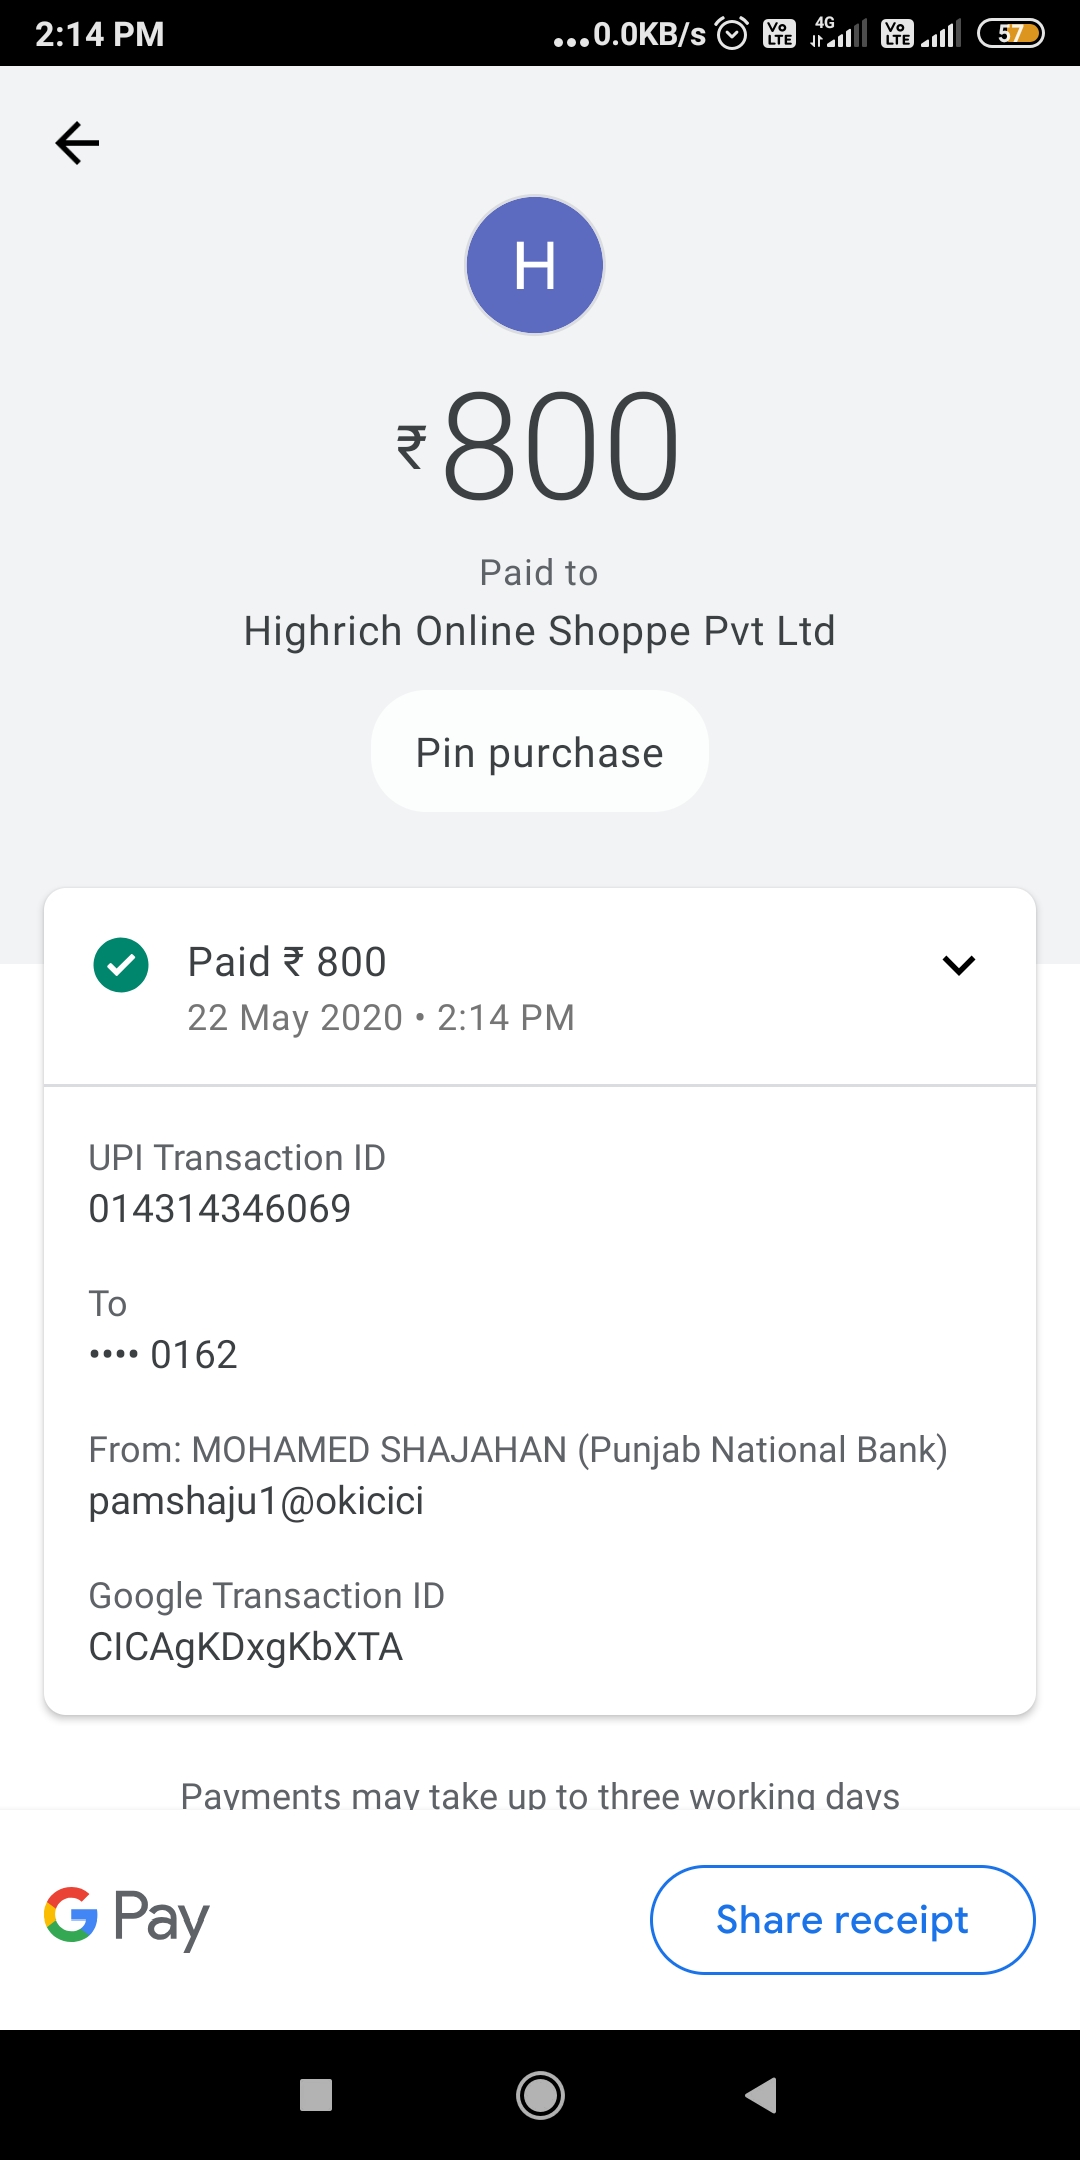 2:14 PM
...0.0KB/s Vo LTE 4G Vo LTE 57
H
₹800
Paid to
Highrich Online Shoppe Pvt Ltd
Pin purchase
Paid ₹ 800
22 May 2020 • 2:14 PM
UPI Transaction ID
014314346069
To
•••• 0162
From: MOHAMED SHAJAHAN (Punjab National Bank)
pamshaju1@okicici
Google Transaction ID
CICAgKDxgKbXTA
Payments may take up to three working days
G Pay
Share receipt